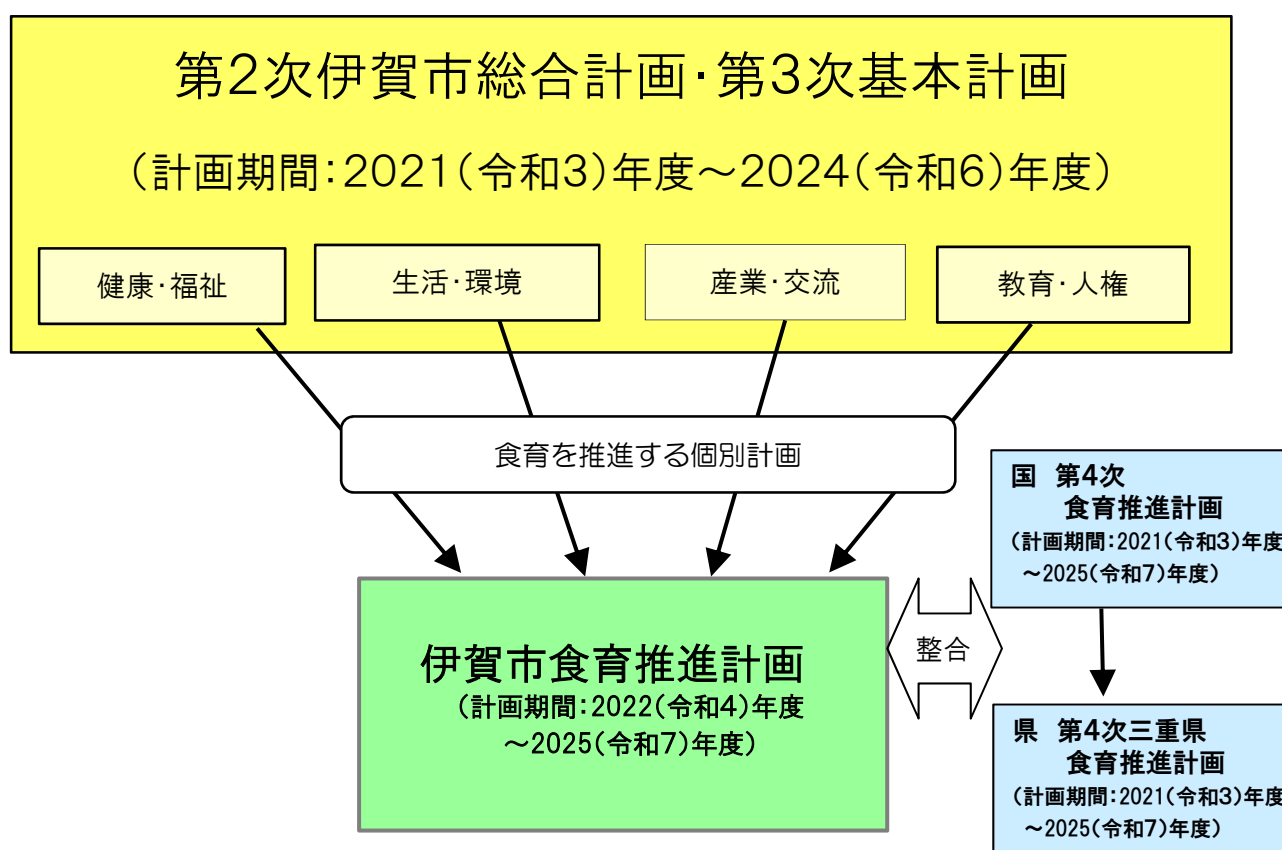 第2次伊賀市総合計画・第3次基本計画
（計画期間：2021（令和3）年度～2024（令和6）年度）
健康・福祉
生活・環境
産業・交流
教育・人権
食育を推進する個別計画
伊賀市食育推進計画
（計画期間：2022（令和4）年度
～2025（令和7）年度）
整合
国　第4次
食育推進計画
（計画期間：2021（令和3）年度
～2025（令和7）年度）
県　第4次三重県
食育推進計画
（計画期間：2021（令和3）年度
～2025（令和7）年度）